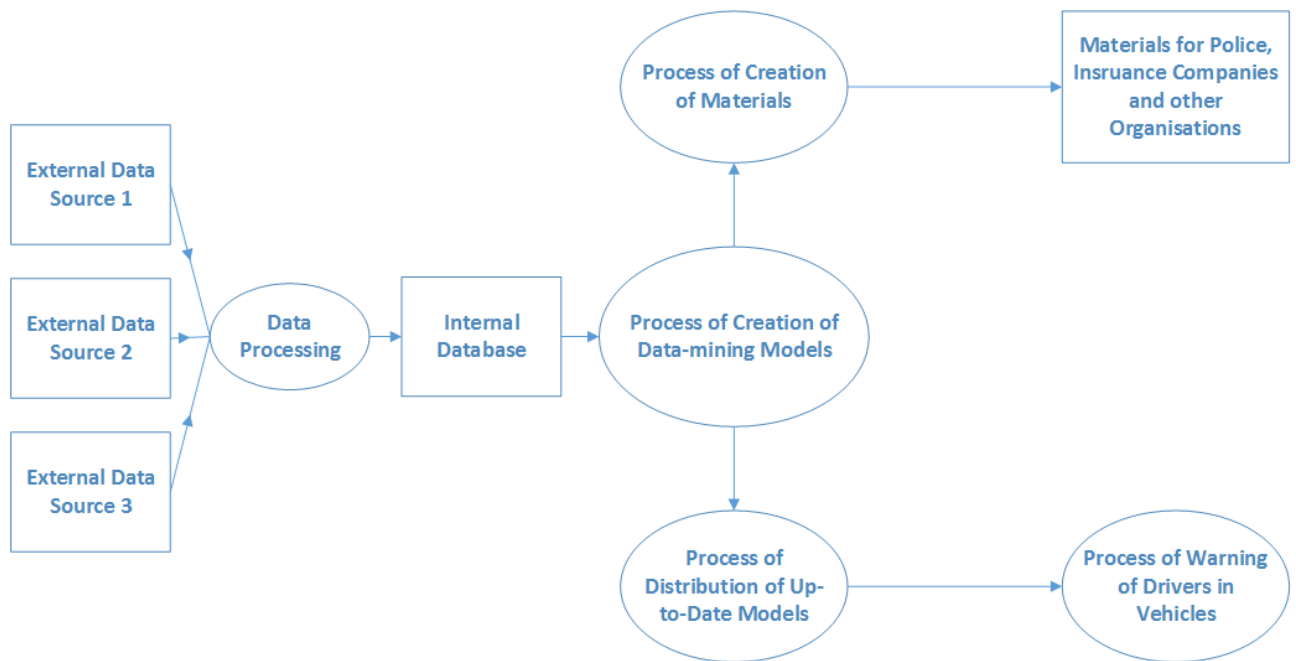 Process of Creation
of Materials
Materials for Police,
Insruance Companies
and other
Organisations
External Data
Source 1
External Data
Source 2
External Data
Source 3
Data
Processing
Internal
Database
Process of Creation of
Data-mining Models
Process of
Distribution of Up-
to-Date Models
Process of Warning
of Drivers in
Vehicles